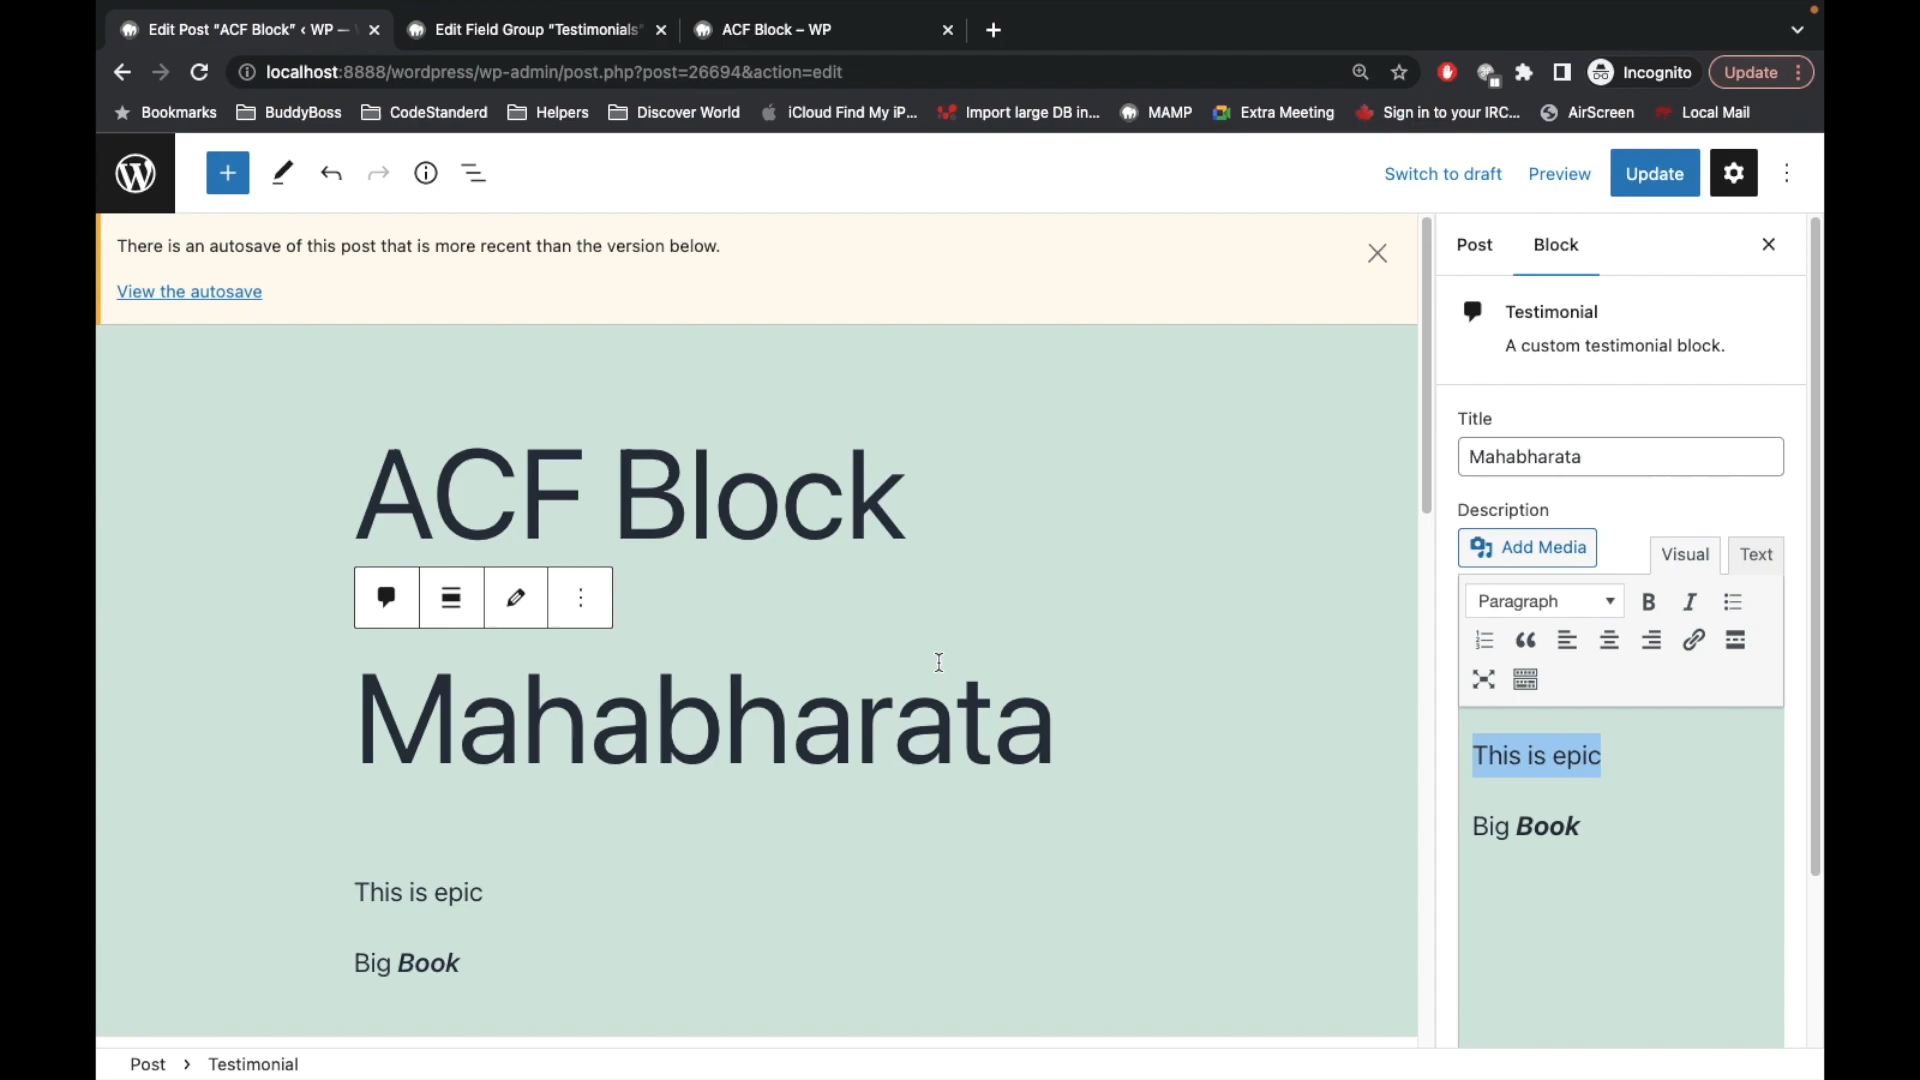 Edit Post “ACF Block” ‹ WP —
Edit Field Group “Testimonials”
ACF Block – WP
localhost:8888/wordpress/wp-admin/post.php?post=26694&action=edit
Incognito
Update
Bookmarks
BuddyBoss
CodeStanderd
Helpers
Discover World
iCloud Find My iP...
Import large DB in...
MAMP
Extra Meeting
Sign in to your IRC...
AirScreen
Local Mail
Switch to draft
Preview
Update
There is an autosave of this post that is more recent than the version below.
View the autosave
ACF Block
Mahabharata
This is epic
Big Book
Post
Block
Testimonial
A custom testimonial block.
Title
Mahabharata
Description
Add Media
Visual
Text
Paragraph
B
I
This is epic
Big Book
Post › Testimonial